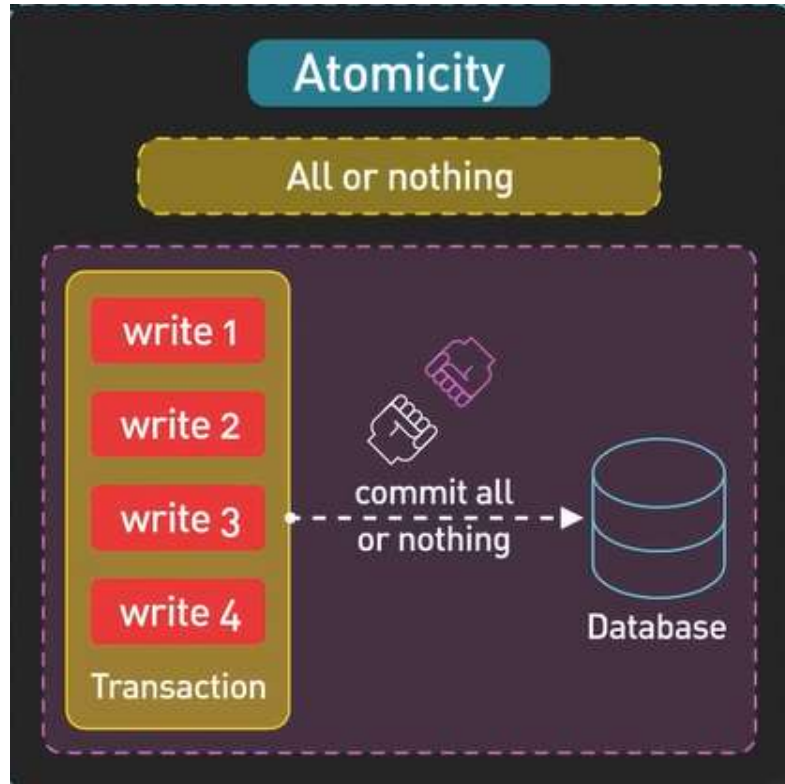 Atomicity
All or nothing
write 1
write 2
write 3
write 4
Transaction
commit all
or nothing
Database